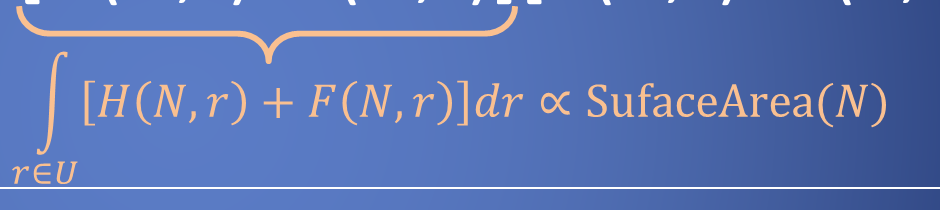 ∫ [H(N, r) + F(N, r)]dr ∝ SufaceArea(N)
r∈U